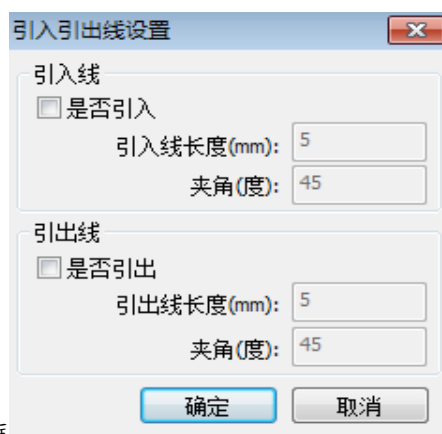 引入引出线设置
引入线
是否引入
引入线长度(mm): 5
夹角(度): 45
引出线
是否引出
引出线长度(mm): 5
夹角(度): 45
确定 取消